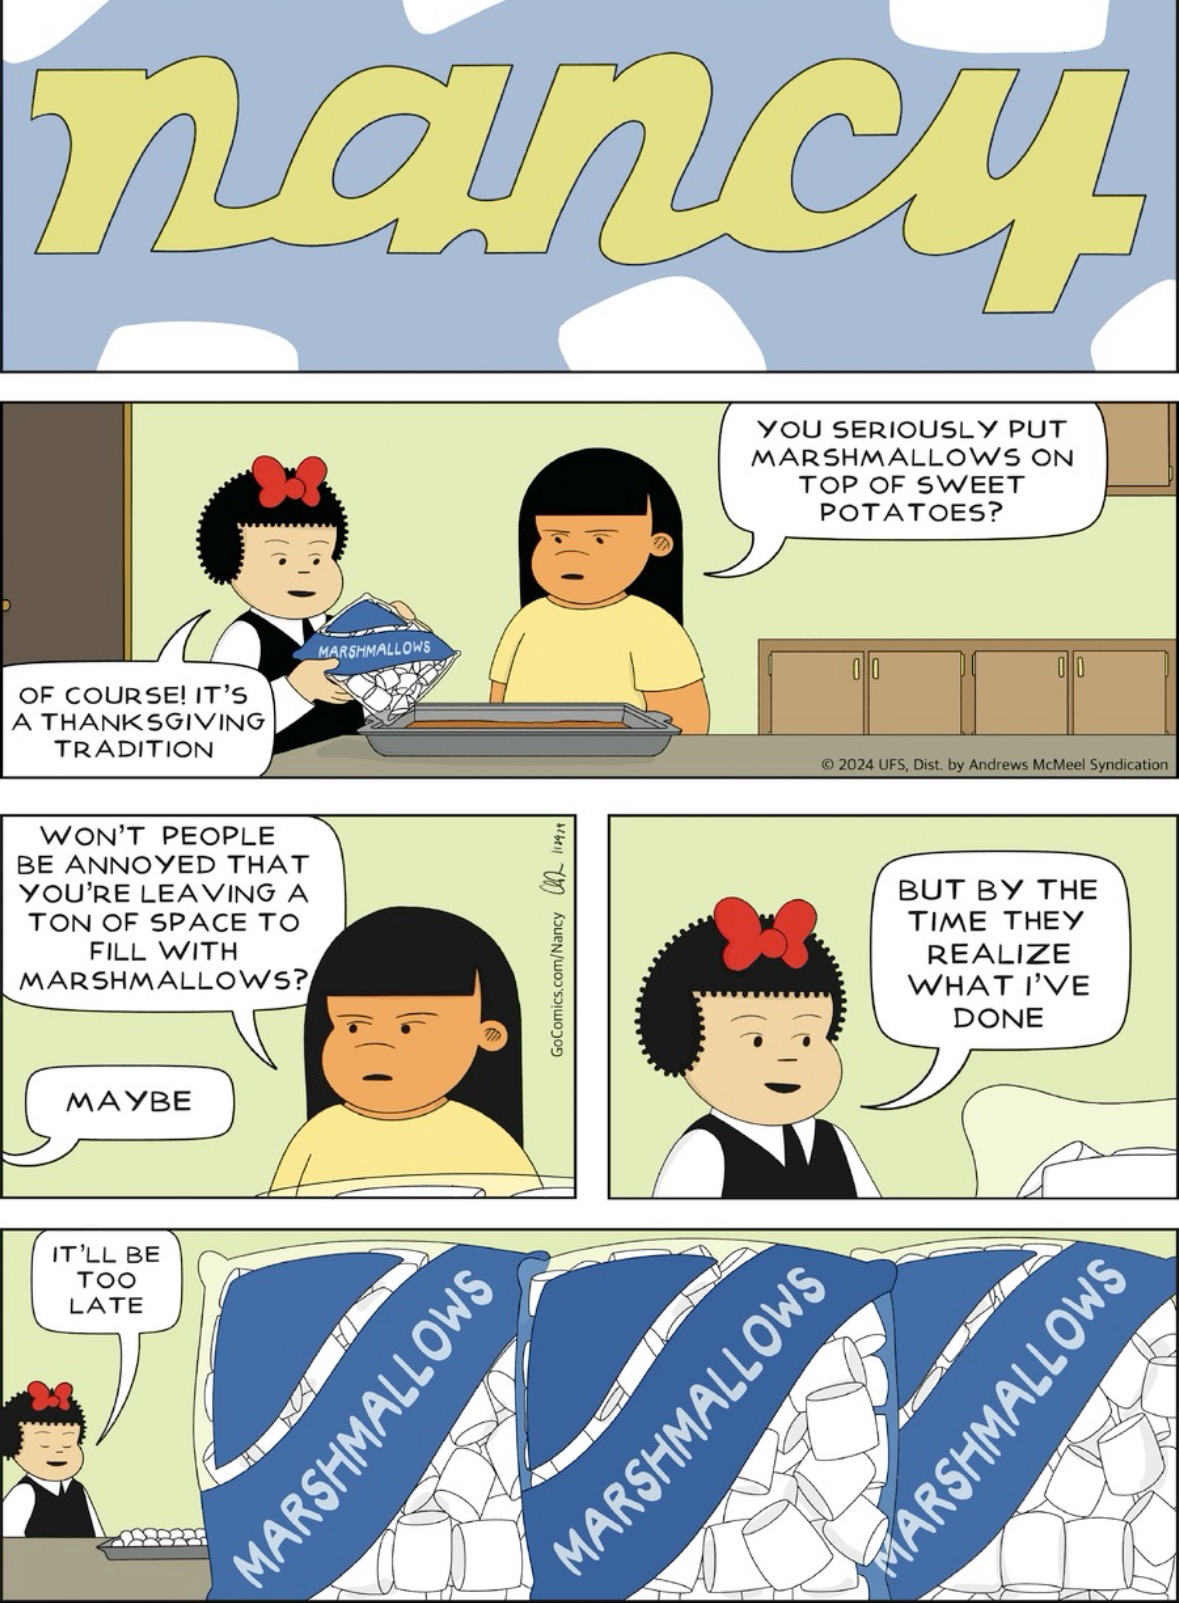 nancy
YOU SERIOUSLY PUT
MARSHMALLOWS ON
TOP OF SWEET
POTATOES?
MARSHMALLOWS
OF COURSE! IT'S
A THANKSGIVING
TRADITION
© 2024 UFS, Dist. by Andrews McMeel Syndication
WON'T PEOPLE
BE ANNOYED THAT
YOU'RE LEAVING A
TON OF SPACE TO
FILL WITH
MARSHMALLOWS?
MAYBE
GoComics.com/Nancy
BUT BY THE
TIME THEY
REALIZE
WHAT I'VE
DONE
IT'LL BE
TOO
LATE
MARSHMALLOWS
MARSHMALLOWS
MARSHMALLOWS